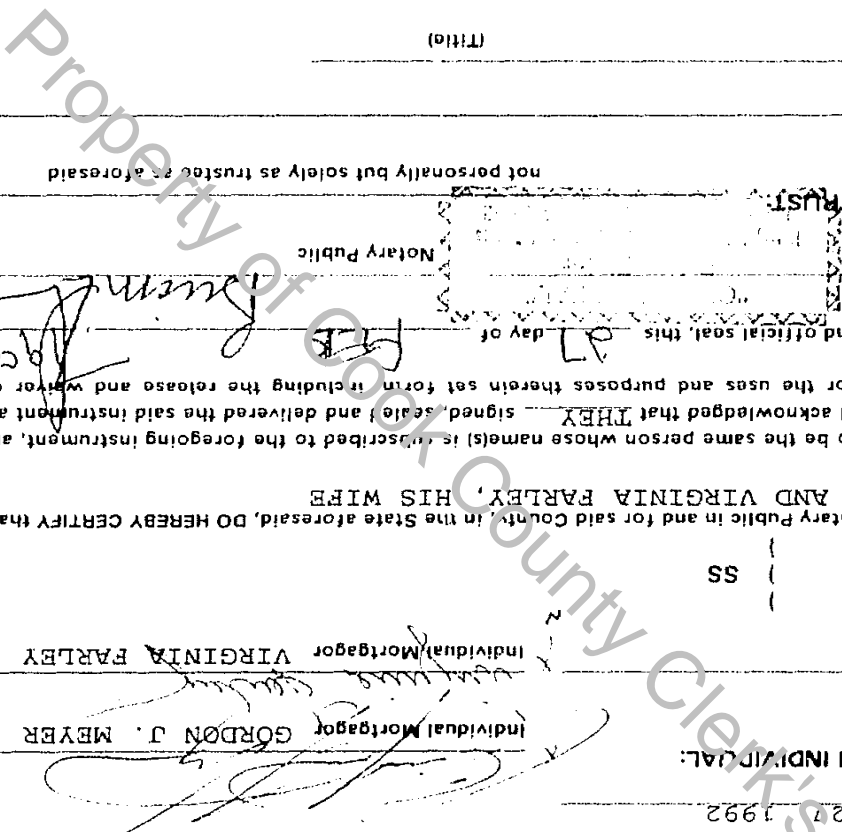 27 1992
INDIVIDUAL:
Individual Mortgagor GORDON J. MEYER
Individual Mortgagor VIRGINIA FARLEY
)
) SS
)
tary Public in and for said County, in the State aforesaid, DO HEREBY CERTIFY tha
AND VIRGINIA FARLEY, HIS WIFE
o be the same person whose name(s) is subscribed to the foregoing instrument, a
acknowledged that THEY signed, sealed and delivered the said instrument a
or the uses and purposes therein set forth including the release and waiver
nd official seal, this 27 day of
Notary Public
TRUST:
not personally but solely as trustee as aforesaid
(Title)
Property of Cook County Clerk's